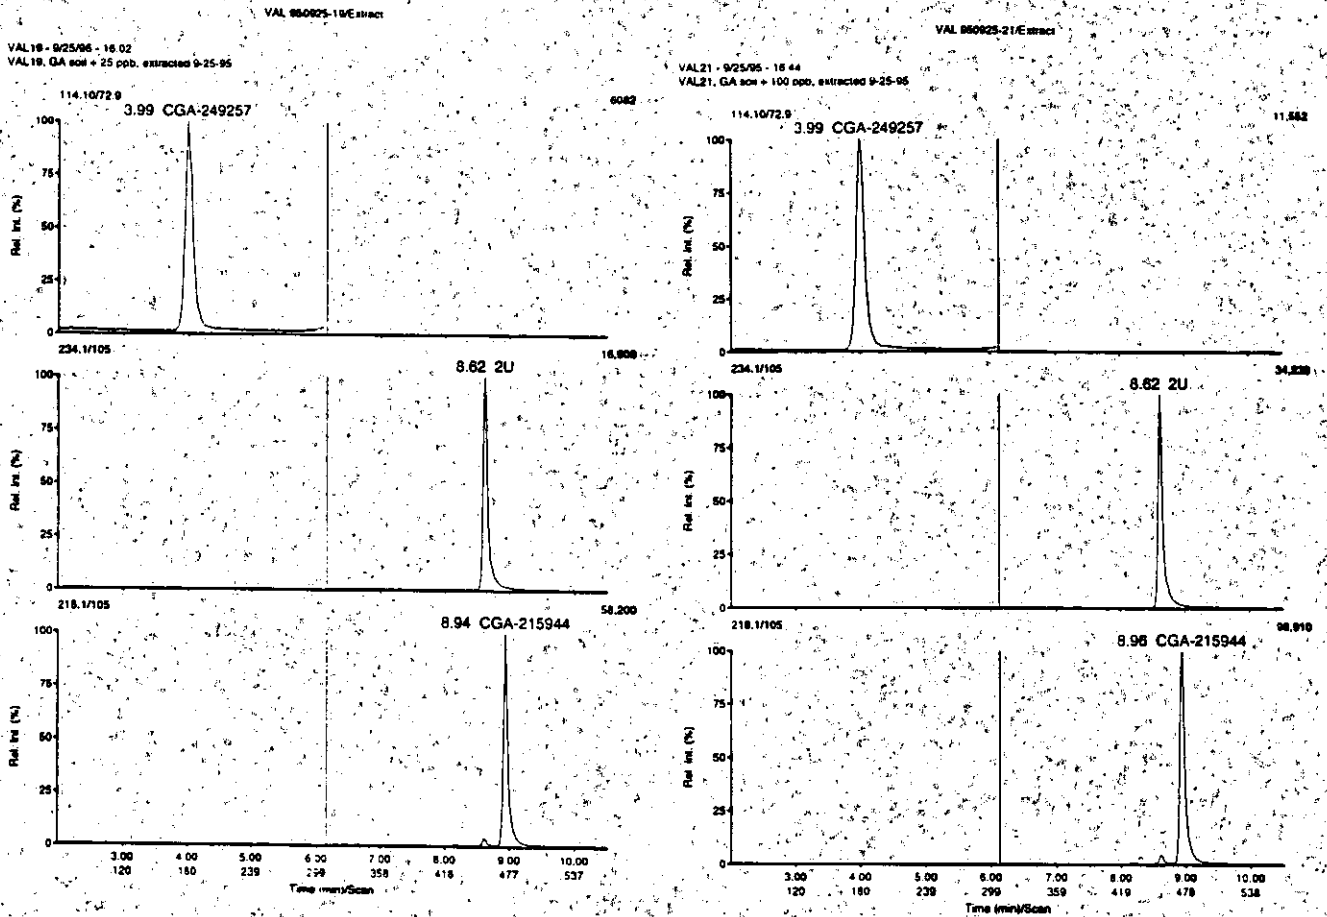 VAL 950925-19/Extract
VAL19 - 9/25/95 - 16:02
VAL19, GA soil + 25 ppb, extracted 9-25-95
114.10/72.9
6082
3.99 CGA-249257
100
75
50
25
0
Rel. Int. (%)
234.1/105
8.62 2U
100
75
50
25
0
Rel. Int. (%)
218.1/105
58,200
8.94 CGA-215944
100
75
50
25
0
Rel. Int. (%)
3.00 4.00 5.00 6.00 7.00 8.00 9.00 10.00
120 180 239 299 358 418 477 537
Time (min)/Scan
VAL 950925-21/Extract
VAL21 - 9/25/95 - 16:44
VAL21, GA soil + 100 ppb, extracted 9-25-95
114.10/72.9
11,552
3.99 CGA-249257
100
75
50
25
0
Rel. Int. (%)
234.1/105
8.62 2U
100
75
50
25
0
Rel. Int. (%)
218.1/105
98,910
8.96 CGA-215944
100
75
50
25
0
Rel. Int. (%)
3.00 4.00 5.00 6.00 7.00 8.00 9.00 10.00
120 180 239 299 359 419 478 538
Time (min)/Scan